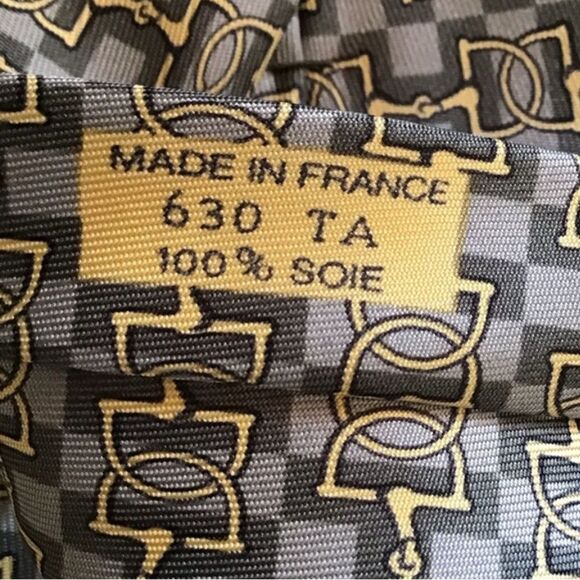 MADE IN FRANCE
630 TA
100% SOIE